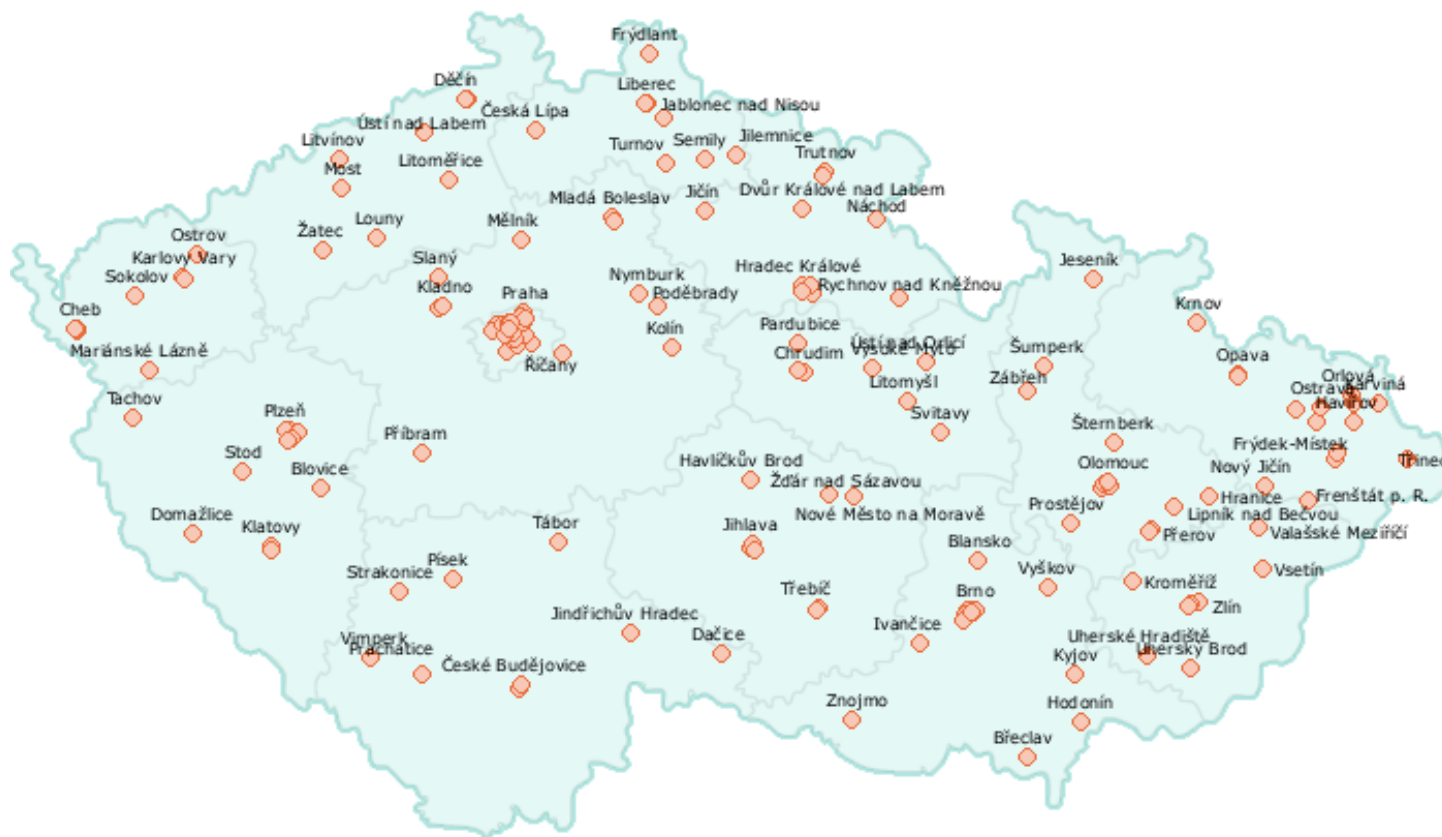 Frýdlant
Děčín
Liberec
Jablonec nad Nisou
Česká Lípa
Ústí nad Labem
Litvínov
Turnov
Semily
Jilemnice
Litoměřice
Trutnov
Most
Dvůr Králové nad Labem
Mladá Boleslav
Jičín
Náchod
Louny
Mělník
Žatec
Ostrov
Karlovy Vary
Slaný
Sokolov
Hradec Králové
Jeseník
Nymburk
Rychnov nad Kněžnou
Kladno
Praha
Poděbrady
Krnov
Cheb
Kolín
Pardubice
Ústí nad Orlicí
Mariánské Lázně
Chrudim
Vysoké Mýto
Šumperk
Říčany
Opava
Orlová
Zábřeh
Litomyšl
Karviná
Ostrava
Havířov
Tachov
Plzeň
Svitavy
Příbram
Šternberk
Stod
Blovice
Havlíčkův Brod
Frýdek-Místek
Třinec
Olomouc
Nový Jičín
Žďár nad Sázavou
Hranice
Frenštát p. R.
Nové Město na Moravě
Prostějov
Lipník nad Bečvou
Domažlice
Klatovy
Tábor
Jihlava
Přerov
Valašské Meziříčí
Blansko
Písek
Vsetín
Strakonice
Třebíč
Vyškov
Kroměříž
Brno
Zlín
Jindřichův Hradec
Ivančice
Dačice
Uherské Hradiště
Vimperk
Prachatice
Uherský Brod
České Budějovice
Kyjov
Znojmo
Hodonín
Břeclav